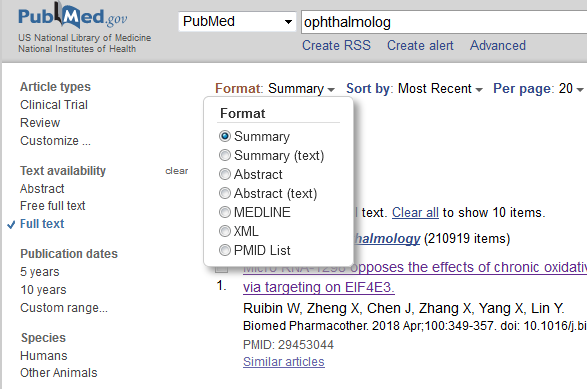 PubMed.gov
US National Library of Medicine
National Institutes of Health
PubMed
ophthalmolog
Create RSS Create alert Advanced
Article types
Clinical Trial
Review
Customize ...
Text availability clear
Abstract
Free full text
Full text
Publication dates
5 years
10 years
Custom range...
Species
Humans
Other Animals
Format: Summary Sort by: Most Recent Per page: 20
Format
Summary
Summary (text)
Abstract
Abstract (text)
MEDLINE
XML
PMID List
text. Clear all to show 10 items.
halmology (210919 items)
Micro RNA-1290 opposes the effects of chronic oxidativ
1. via targeting on EIF4E3.
Ruibin W, Zheng X, Chen J, Zhang X, Yang X, Lin Y.
Biomed Pharmacother. 2018 Apr;100:349-357. doi: 10.1016/j.bi
PMID: 29453044
Similar articles